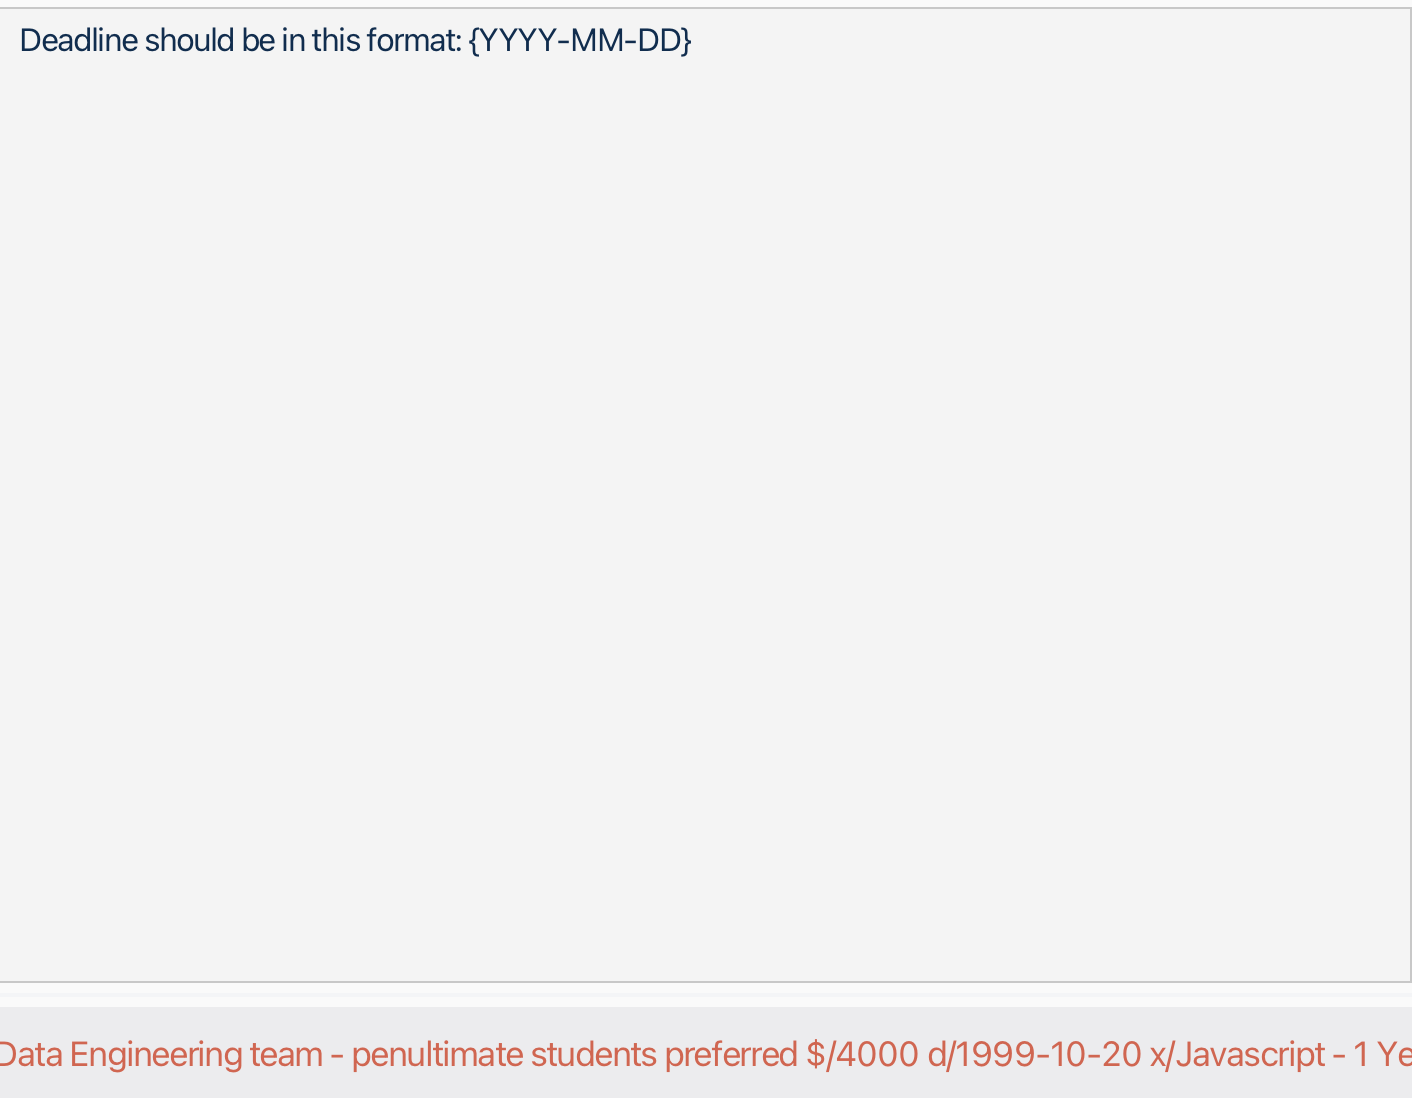 Deadline should be in this format: {YYYY-MM-DD}
Data Engineering team - penultimate students preferred $/4000 d/1999-10-20 x/Javascript - 1 Ye